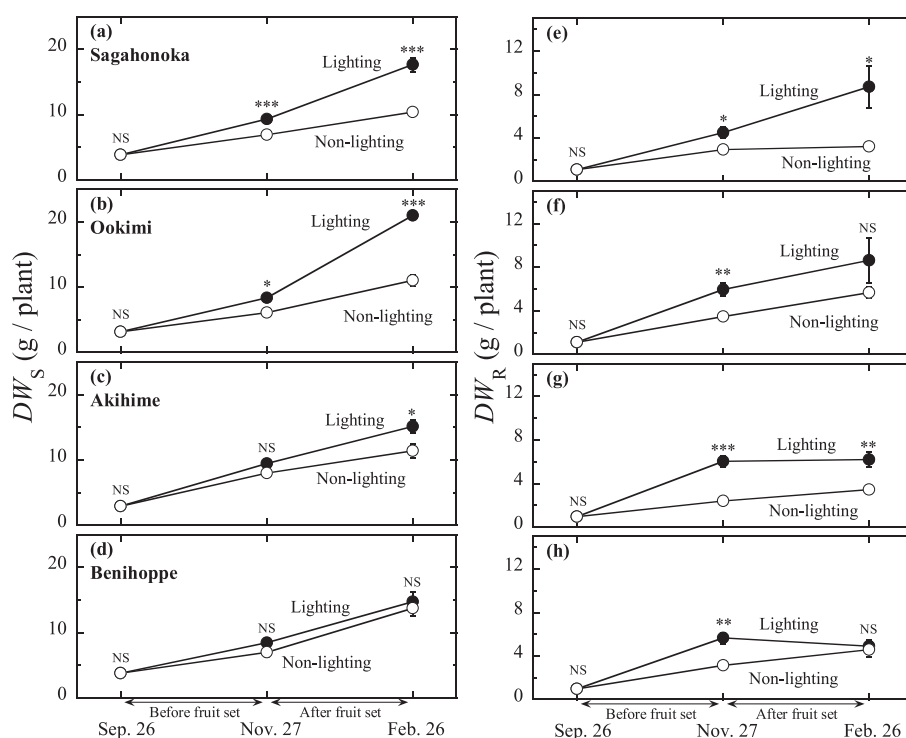 (a)
Sagahonoka
20
10
0
NS
***
***
Lighting
Non-lighting
(b)
Ookimi
20
10
0
NS
*
***
Lighting
Non-lighting
(c)
Akihime
20
10
0
NS
NS
*
Lighting
Non-lighting
(d)
Benihoppe
20
10
0
NS
NS
NS
Lighting
Non-lighting
DWS (g / plant)
Before fruit set
After fruit set
Sep. 26
Nov. 27
Feb. 26
(e)
12
8
4
0
NS
*
*
Lighting
Non-lighting
(f)
12
8
4
0
NS
**
NS
Lighting
Non-lighting
(g)
12
8
4
0
NS
***
**
Lighting
Non-lighting
(h)
12
8
4
0
NS
**
NS
Lighting
Non-lighting
DWR (g / plant)
Before fruit set
After fruit set
Sep. 26
Nov. 27
Feb. 26